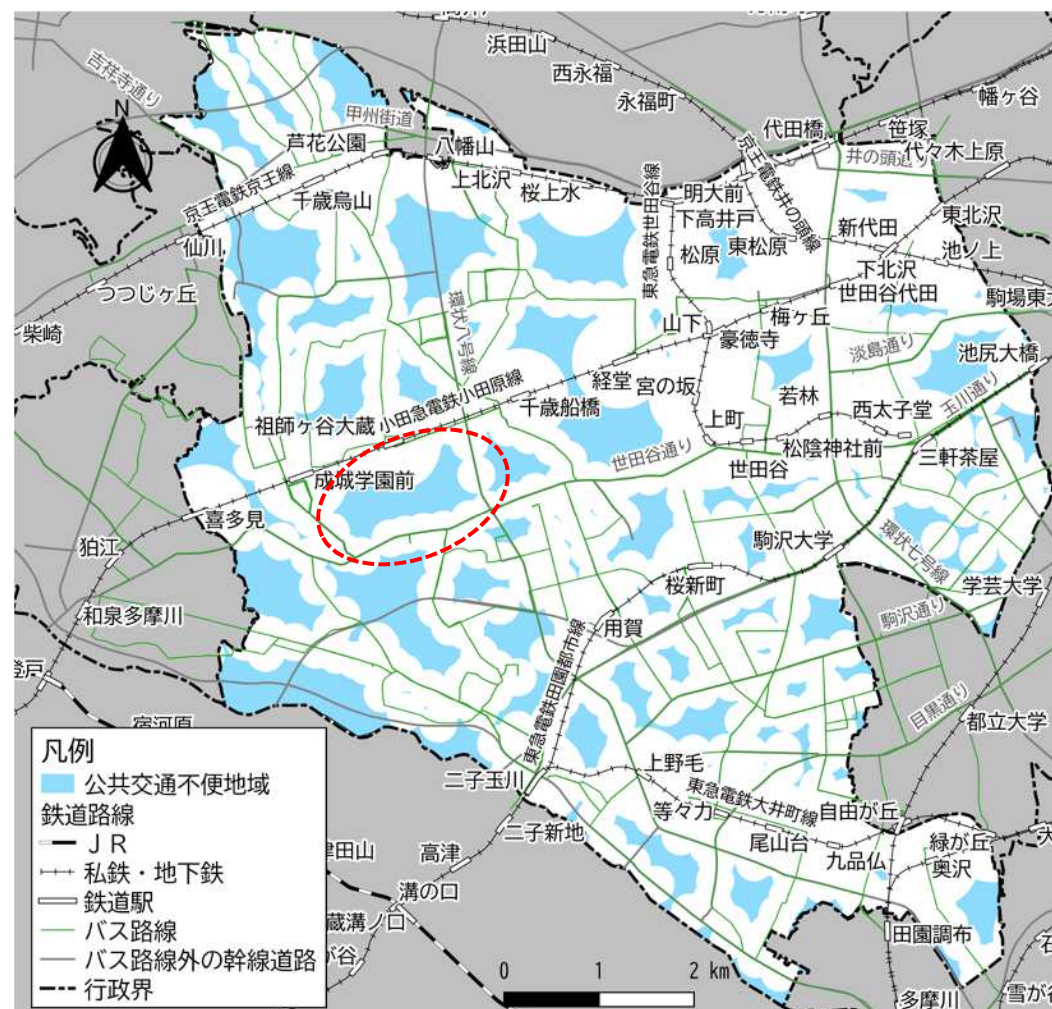 浜田山
西永福
永福町
幡ヶ谷
吉祥寺通り
N
甲州街道
代田橋
笹塚
代々木上原
芦花公園
八幡山
井の頭通り
京王電鉄京王線
千歳烏山
上北沢
桜上水
東急電鉄世田谷線
明大前
京王電鉄井の頭線
下高井戸
新代田
東北沢
仙川
松原
東松原
池ノ上
下北沢
つつじヶ丘
世田谷代田
駒場東
柴崎
環状八号線
山下
梅ヶ丘
豪徳寺
淡島通り
池尻大橋
小田急電鉄小田原線
経堂
宮の坂
千歳船橋
若林
玉川通り
祖師ヶ谷大蔵
上町
西太子堂
世田谷通り
世田谷
松陰神社前
三軒茶屋
成城学園前
喜多見
狛江
駒沢大学
環状七号線
桜新町
学芸大学
和泉多摩川
用賀
駒沢通り
登戸
東急電鉄田園都市線
目黒通り
宿河原
都立大学
凡例
公共交通不便地域
鉄道路線
ＪＲ
私鉄・地下鉄
鉄道駅
バス路線
バス路線外の幹線道路
行政界
二子玉川
上野毛
東急電鉄大井町線
等々力
自由が丘
二子新地
尾山台
九品仏
緑が丘
奥沢
津田山
高津
溝の口
蔵溝ノ口
が谷
田園調布
0 1 2 km
多摩川
雪が谷